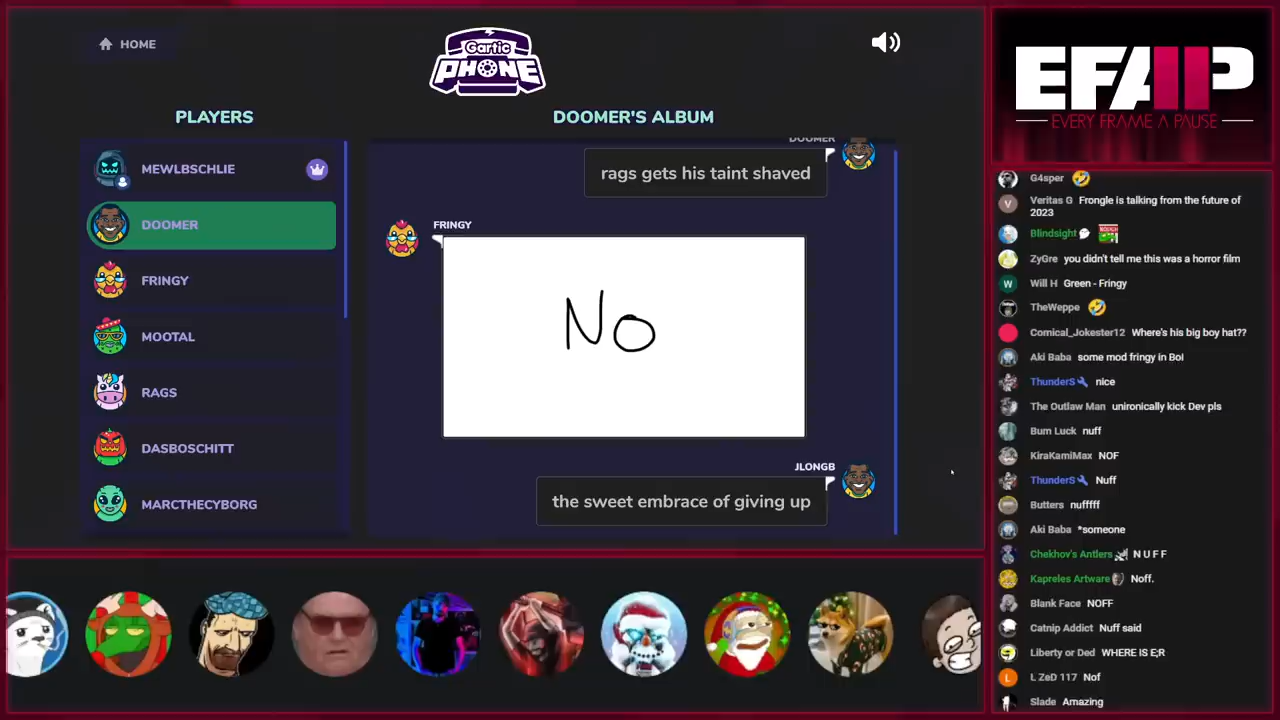 HOME
Gartic
PHONE
PLAYERS
MEWLBSCHLIE
DOOMER
FRINGY
MOOTAL
RAGS
DASBOSCHITT
MARCTHECYBORG
DOOMER'S ALBUM
DOOMER
rags gets his taint shaved
FRINGY
No
JLONGB
the sweet embrace of giving up
EFAP
EVERY FRAME A PAUSE
G4sper
Veritas G Frongle is talking from the future of
2023
Blindsight
ZyGre you didn't tell me this was a horror film
Will H Green - Fringy
TheWeppe
Comical_Jokester12 Where's his big boy hat??
Aki Baba some mod fringy in BoI
ThunderS nice
The Outlaw Man unironically kick Dev pls
Bum Luck nuff
KiraKamiMax NOF
ThunderS Nuff
Butters nufffff
Aki Baba *someone
Chekhov's Antlers N U F F
Kapreles Artware Noff.
Blank Face NOFF
Catnip Addict Nuff said
Liberty or Ded WHERE IS E;R
L ZeD 117 Nof
Slade Amazing